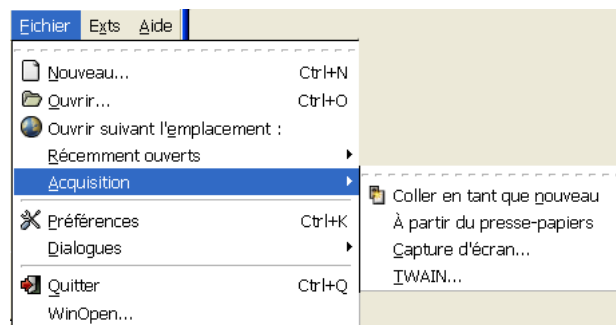 Fichier Exts Aide
Nouveau... Ctrl+N
Ouvrir... Ctrl+O
Ouvrir suivant l'emplacement :
Récemment ouverts
Acquisition
Coller en tant que nouveau
Préférences Ctrl+K
À partir du presse-papiers
Dialogues
Capture d'écran...
Quitter Ctrl+Q
TWAIN...
WinOpen...